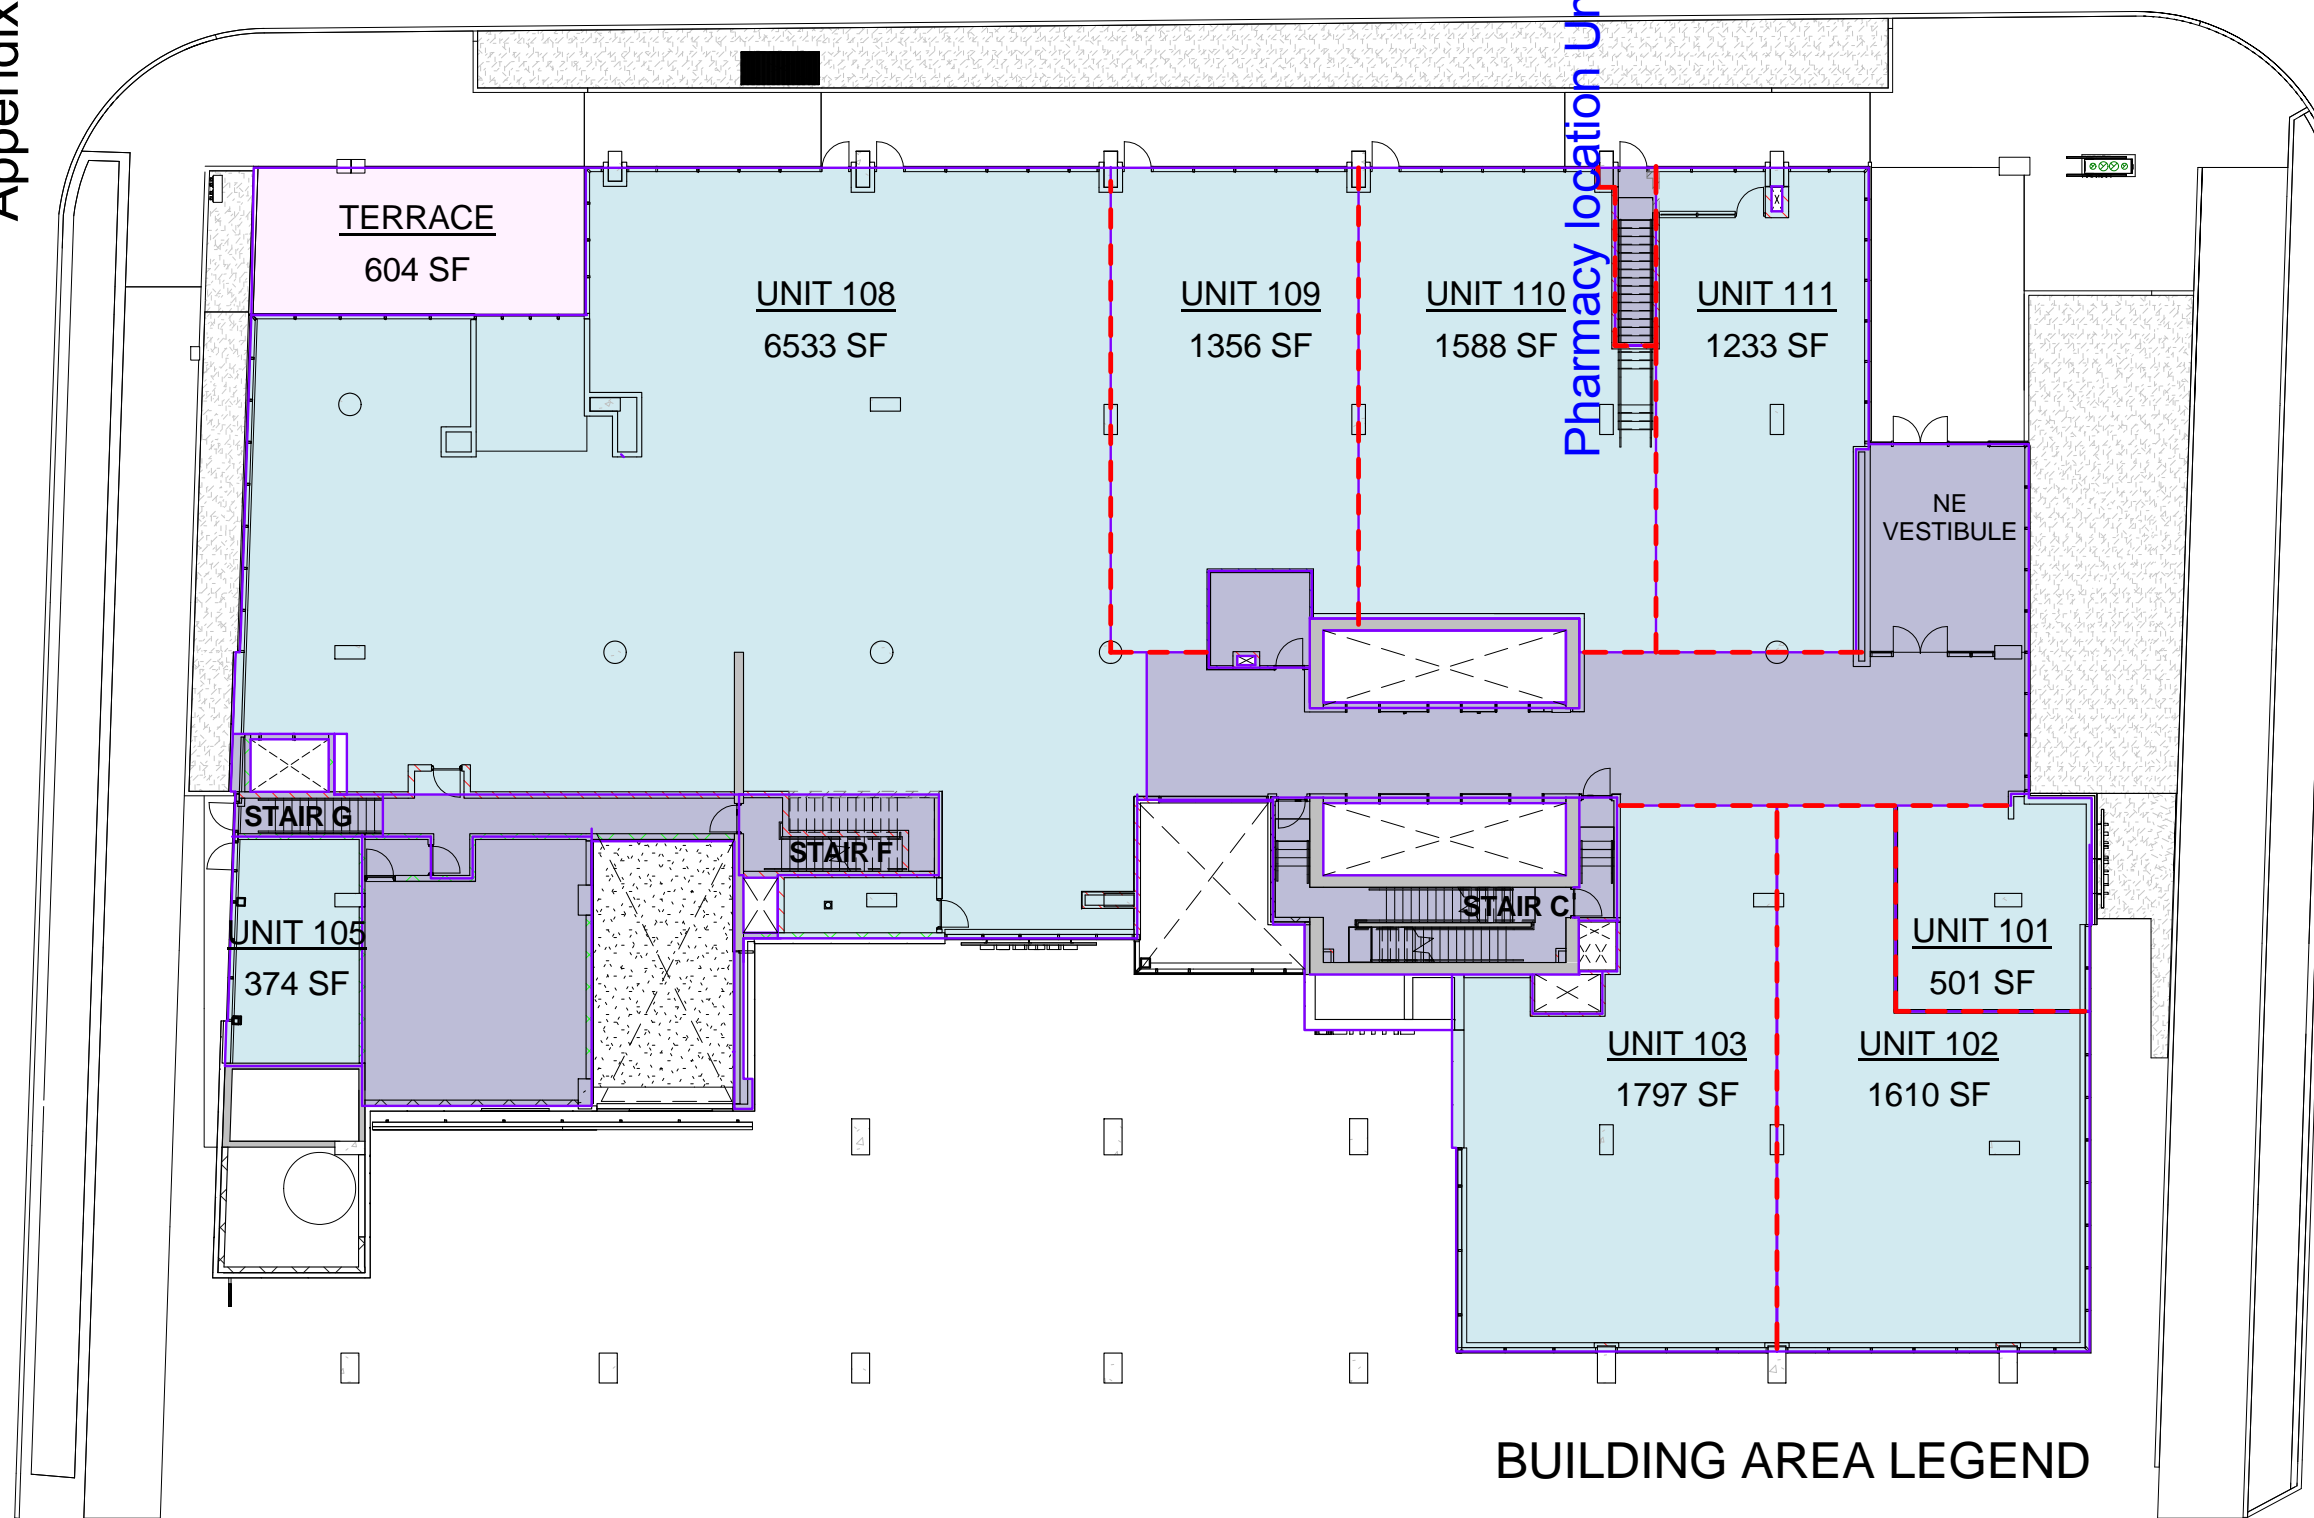 Appendix
Pharmacy location
TERRACE
604 SF
UNIT 108
6533 SF
UNIT 109
1356 SF
UNIT 110
1588 SF
UNIT 111
1233 SF
NE
VESTIBULE
STAIR G
STAIR F
STAIR C
UNIT 105
374 SF
UNIT 101
501 SF
UNIT 103
1797 SF
UNIT 102
1610 SF
BUILDING AREA LEGEND